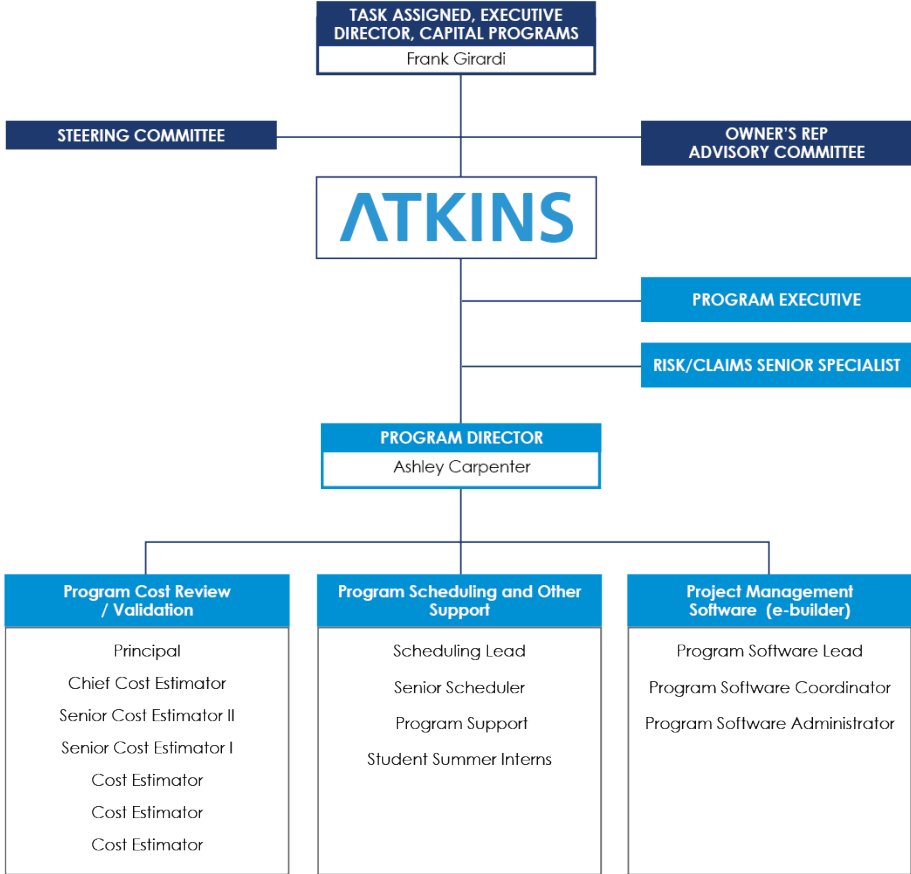 TASK ASSIGNED, EXECUTIVE
DIRECTOR, CAPITAL PROGRAMS
Frank Girardi
STEERING COMMITTEE
OWNER'S REP
ADVISORY COMMITTEE
ATKINS
PROGRAM EXECUTIVE
RISK/CLAIMS SENIOR SPECIALIST
PROGRAM DIRECTOR
Ashley Carpenter
Program Cost Review
/ Validation
Principal
Chief Cost Estimator
Senior Cost Estimator II
Senior Cost Estimator I
Cost Estimator
Cost Estimator
Cost Estimator
Program Scheduling and Other
Support
Scheduling Lead
Senior Scheduler
Program Support
Student Summer Interns
Project Management
Software (e-builder)
Program Software Lead
Program Software Coordinator
Program Software Administrator